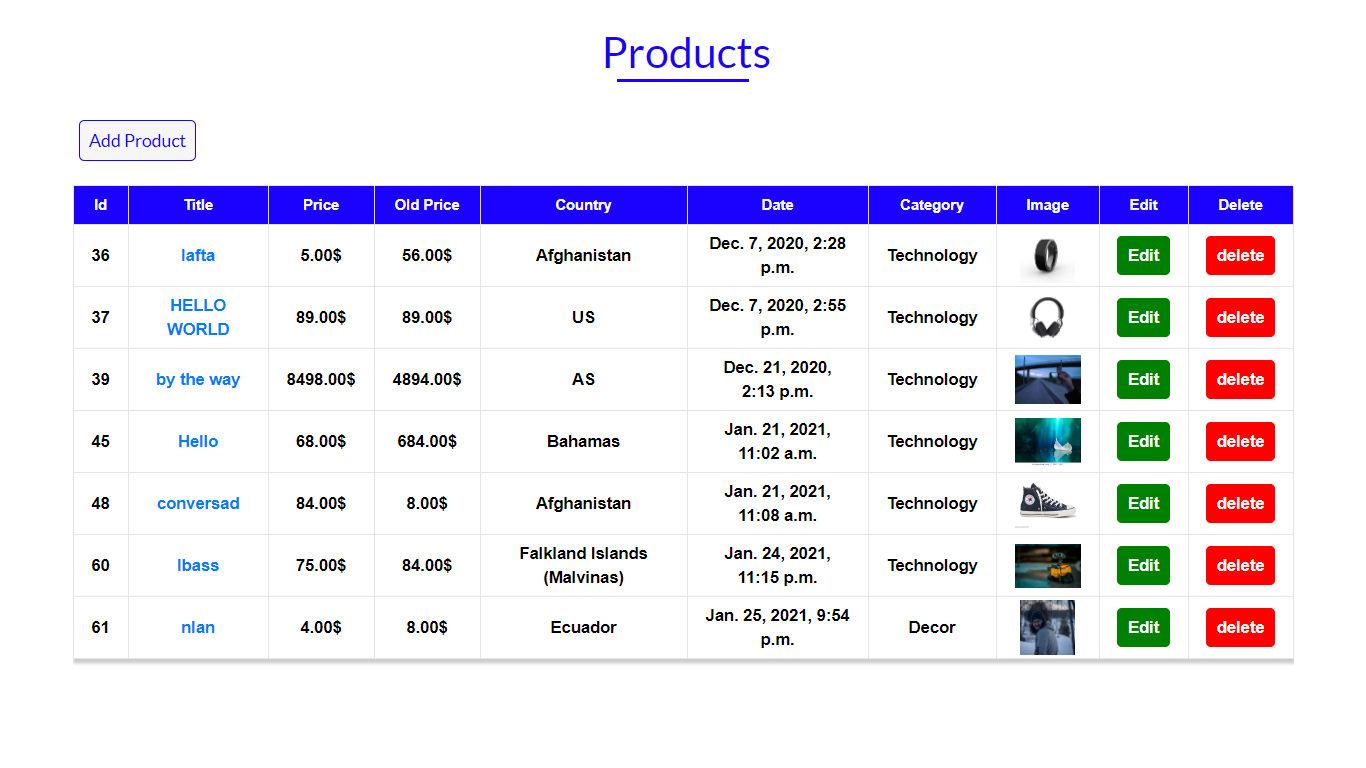 Products
Add Product
Id Title Price Old Price Country Date Category Image Edit Delete
36 lafta 5.00$ 56.00$ Afghanistan Dec. 7, 2020, 2:28 Technology Edit delete
p.m.
37 HELLO 89.00$ 89.00$ US Dec. 7, 2020, 2:55 Technology Edit delete
WORLD p.m.
39 by the way 8498.00$ 4894.00$ AS Dec. 21, 2020, Technology Edit delete
2:13 p.m.
45 Hello 68.00$ 684.00$ Bahamas Jan. 21, 2021, Technology Edit delete
11:02 a.m.
48 conversad 84.00$ 8.00$ Afghanistan Jan. 21, 2021, Technology Edit delete
11:08 a.m.
60 lbass 75.00$ 84.00$ Falkland Islands Jan. 24, 2021, Technology Edit delete
(Malvinas) 11:15 p.m.
61 nlan 4.00$ 8.00$ Ecuador Jan. 25, 2021, 9:54 Decor Edit delete
p.m.